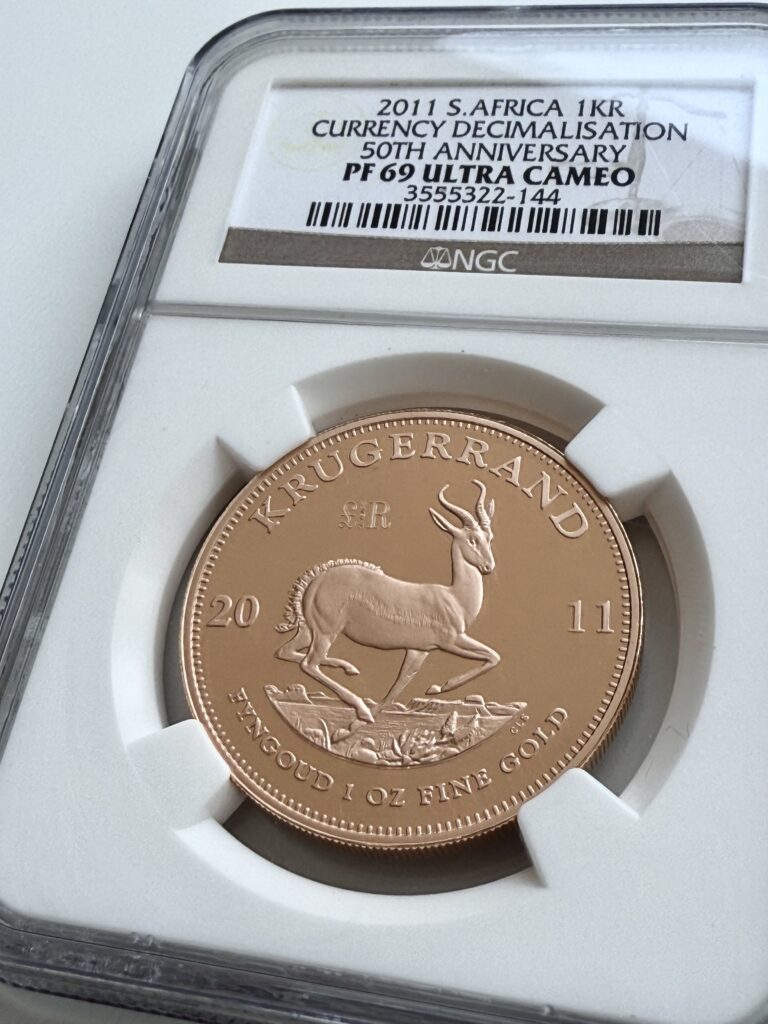 2011 S.AFRICA 1KR
CURRENCY DECIMALISATION
50TH ANNIVERSARY
PF 69 ULTRA CAMEO
3555322-144
NGC
KRUGERRAND
£R
20 11
FYNGOUD 1 OZ FINE GOLD
CLS